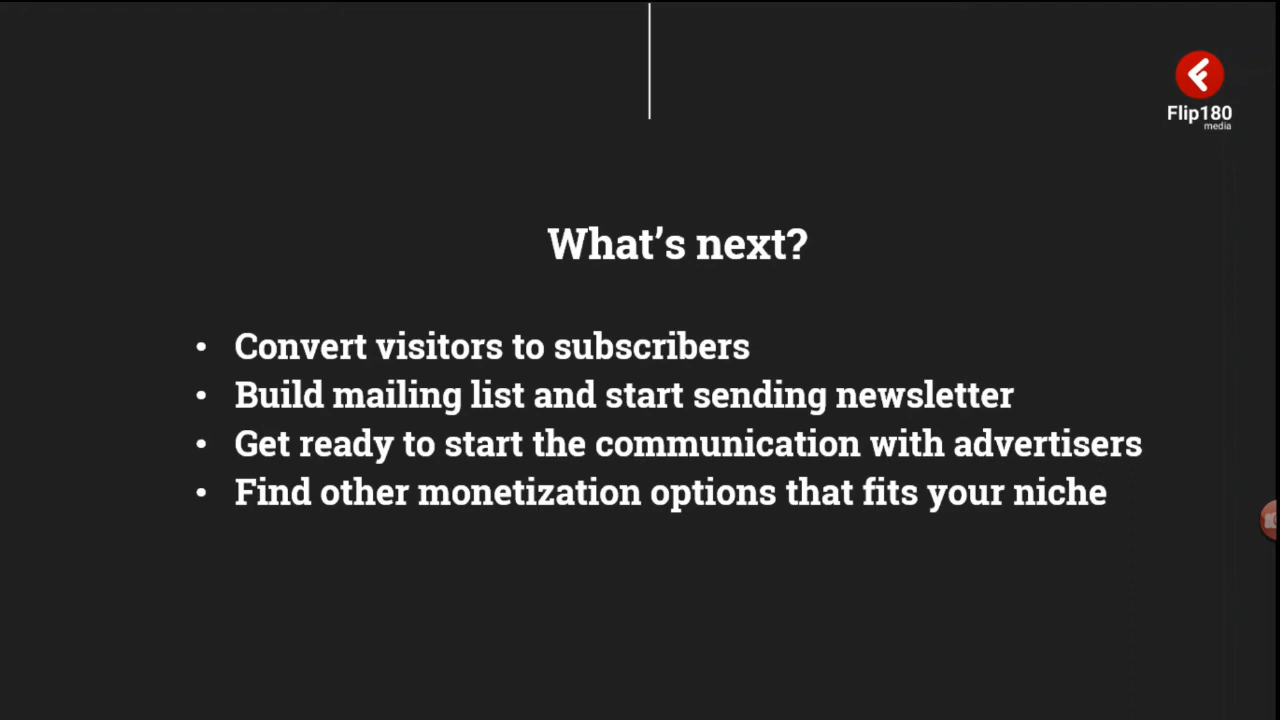 Flip180
media
What's next?
• Convert visitors to subscribers
• Build mailing list and start sending newsletter
• Get ready to start the communication with advertisers
• Find other monetization options that fits your niche